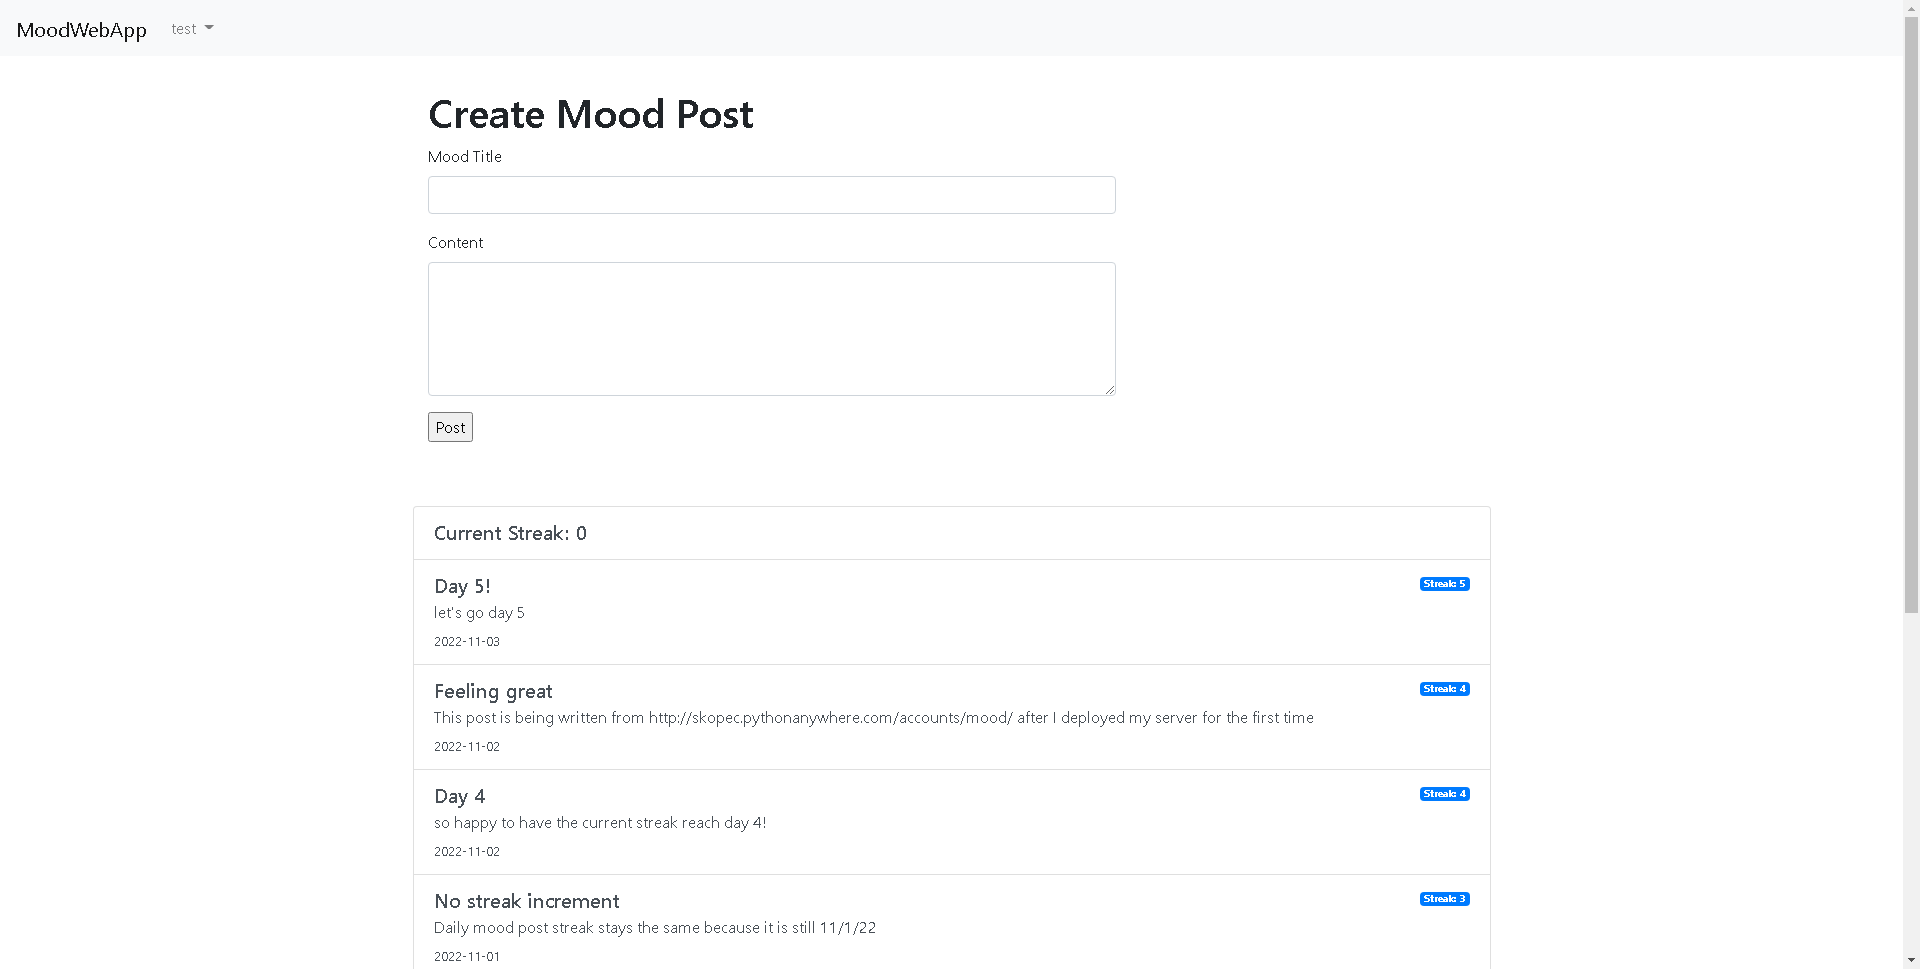 MoodWebApp test
Create Mood Post
Mood Title
Content
Post
Current Streak: 0
Day 5! Streak: 5
let's go day 5
2022-11-03
Feeling great Streak: 4
This post is being written from http://skopec.pythonanywhere.com/accounts/mood/ after I deployed my server for the first time
2022-11-02
Day 4 Streak: 4
so happy to have the current streak reach day 4!
2022-11-02
No streak increment Streak: 3
Daily mood post streak stays the same because it is still 11/1/22
2022-11-01